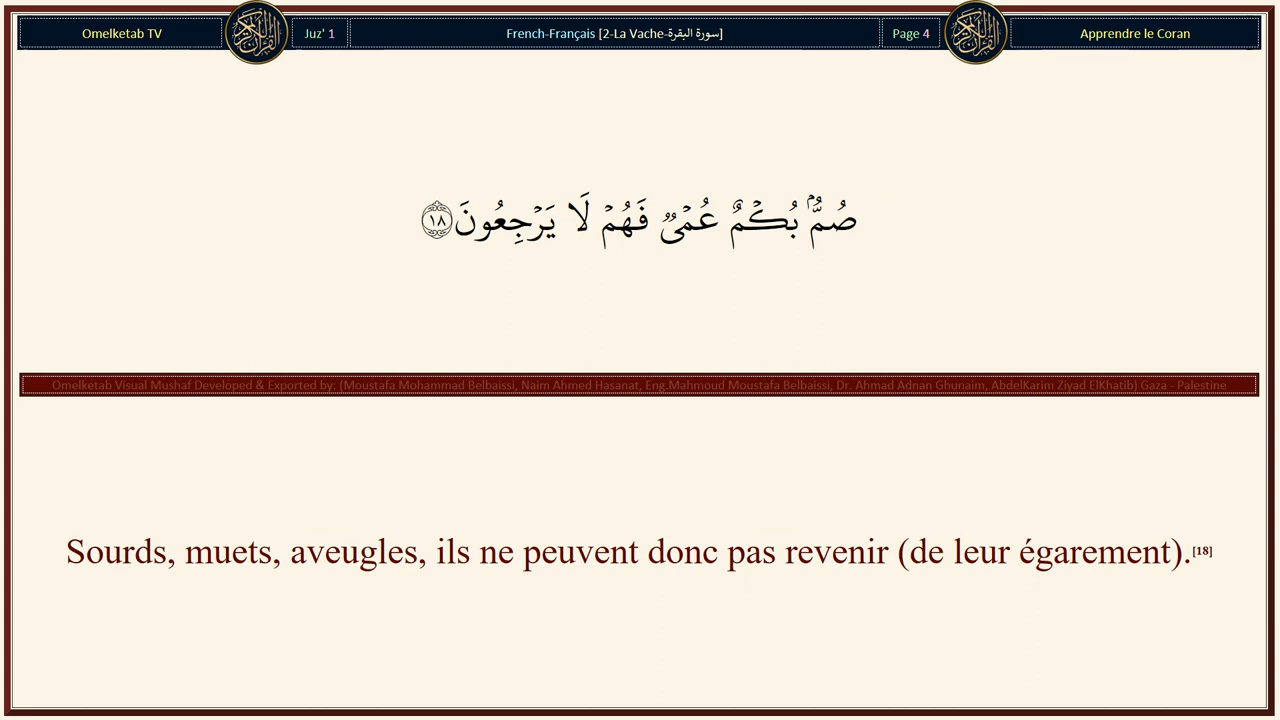 Omelketab TV
Juz' 1
French-Français [2-La Vache-سورة البقرة]
Page 4
Apprendre le Coran
صُمُّۢ بُكۡمٌ عُمۡيٞ فَهُمۡ لَا يَرۡجِعُونَ ١٨
Omelketab Visual Mushaf Developed & Exported by: (Moustafa Mohammad Belbaissi, Naim Ahmed Hasanat, Eng.Mahmoud Moustafa Belbaissi, Dr. Ahmad Adnan Ghunaim, AbdelKarim Ziyad ElKhatib) Gaza - Palestine
Sourds, muets, aveugles, ils ne peuvent donc pas revenir (de leur égarement).[18]